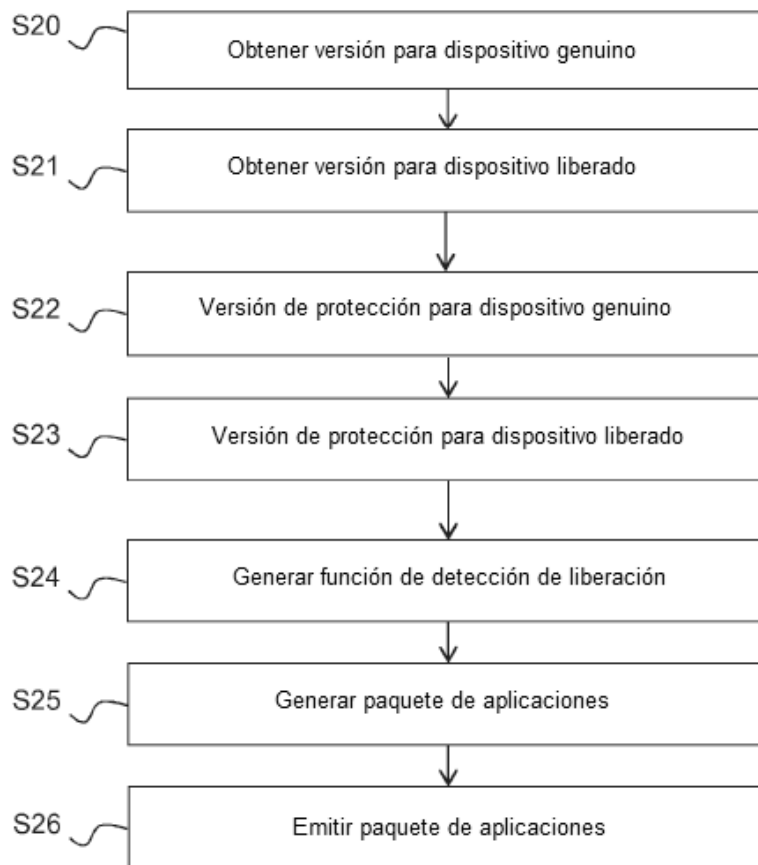 S20
Obtener versión para dispositivo genuino
S21
Obtener versión para dispositivo liberado
S22
Versión de protección para dispositivo genuino
S23
Versión de protección para dispositivo liberado
S24
Generar función de detección de liberación
S25
Generar paquete de aplicaciones
S26
Emitir paquete de aplicaciones